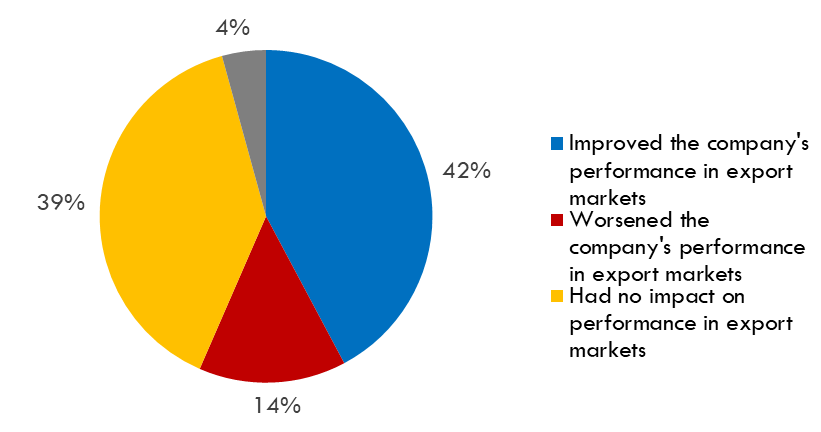 4%
42%
39%
14%
Improved the company's
performance in export
markets
Worsened the
company's performance
in export markets
Had no impact on
performance in export
markets